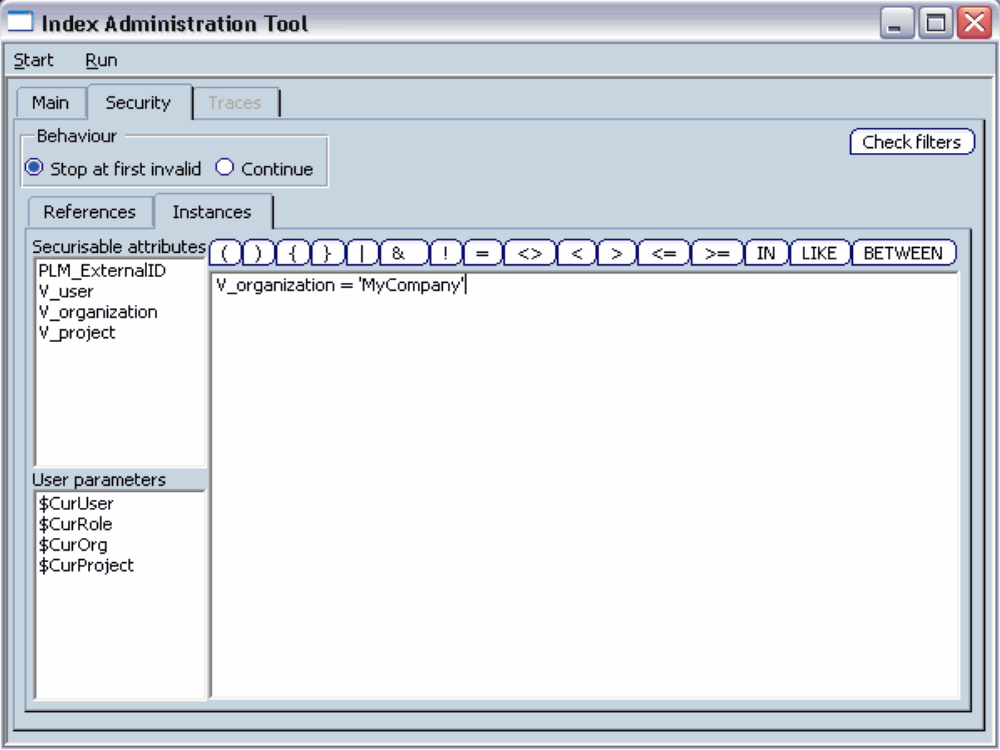 Index Administration Tool
Start Run
Main Security Traces
Behaviour
Check filters
Stop at first invalid Continue
References Instances
Securisable attributes ( ) { } | & ! = <> < > <= >= IN LIKE BETWEEN
PLM_ExternalID
V_user
V_organization
V_project
V_organization = 'MyCompany'
User parameters
$CurUser
$CurRole
$CurOrg
$CurProject